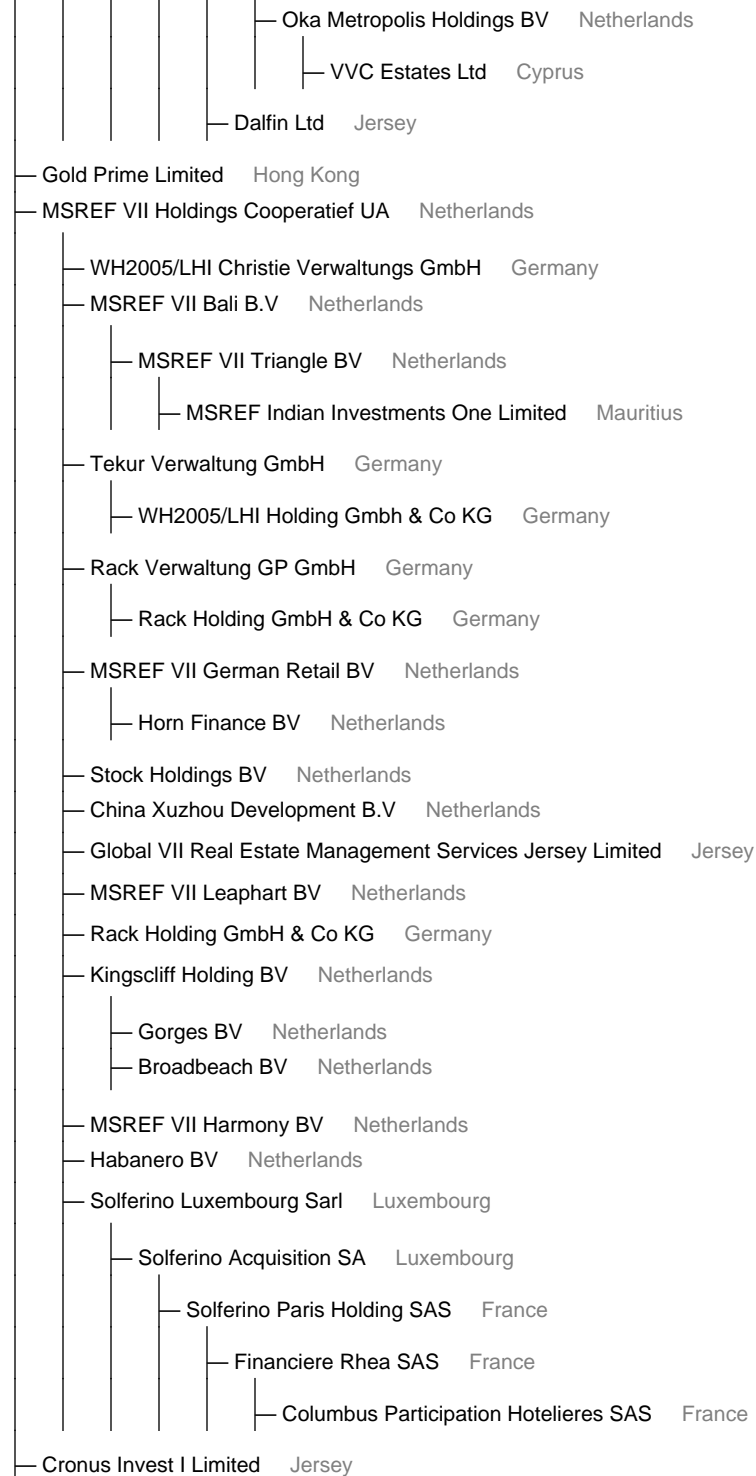 Oka Metropolis Holdings BV Netherlands
VVC Estates Ltd Cyprus
Dalfin Ltd Jersey
Gold Prime Limited Hong Kong
MSREF VII Holdings Cooperatief UA Netherlands
WH2005/LHI Christie Verwaltungs GmbH Germany
MSREF VII Bali B.V Netherlands
MSREF VII Triangle BV Netherlands
MSREF Indian Investments One Limited Mauritius
Tekur Verwaltung GmbH Germany
WH2005/LHI Holding Gmbh & Co KG Germany
Rack Verwaltung GP GmbH Germany
Rack Holding GmbH & Co KG Germany
MSREF VII German Retail BV Netherlands
Horn Finance BV Netherlands
Stock Holdings BV Netherlands
China Xuzhou Development B.V Netherlands
Global VII Real Estate Management Services Jersey Limited Jersey
MSREF VII Leaphart BV Netherlands
Rack Holding GmbH & Co KG Germany
Kingscliff Holding BV Netherlands
Gorges BV Netherlands
Broadbeach BV Netherlands
MSREF VII Harmony BV Netherlands
Habanero BV Netherlands
Solferino Luxembourg Sarl Luxembourg
Solferino Acquisition SA Luxembourg
Solferino Paris Holding SAS France
Financiere Rhea SAS France
Columbus Participation Hotelieres SAS France
Cronus Invest I Limited Jersey